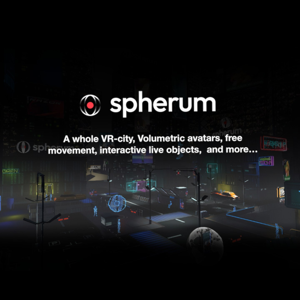 spherum
A whole VR-city, Volumetric avatars, free
movement, interactive live objects,  and more...